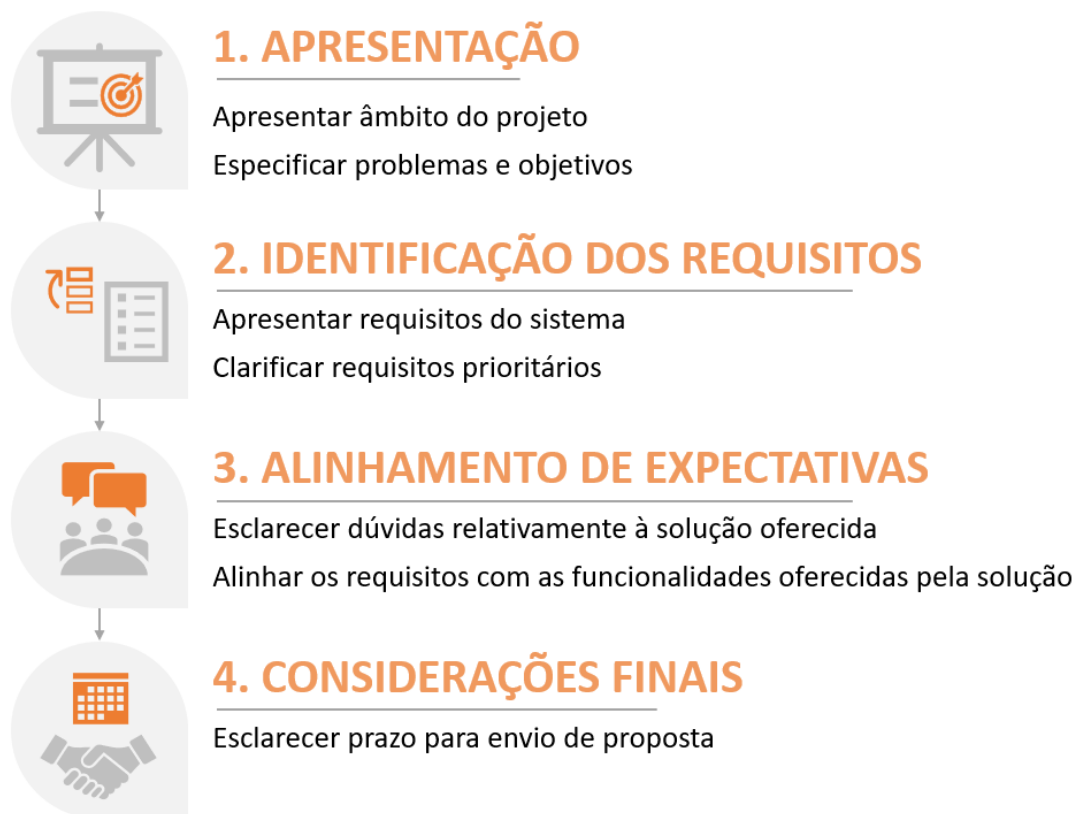 1. APRESENTAÇÃO
Apresentar âmbito do projeto
Especificar problemas e objetivos
2. IDENTIFICAÇÃO DOS REQUISITOS
Apresentar requisitos do sistema
Clarificar requisitos prioritários
3. ALINHAMENTO DE EXPECTATIVAS
Esclarecer dúvidas relativamente à solução oferecida
Alinhar os requisitos com as funcionalidades oferecidas pela solução
4. CONSIDERAÇÕES FINAIS
Esclarecer prazo para envio de proposta